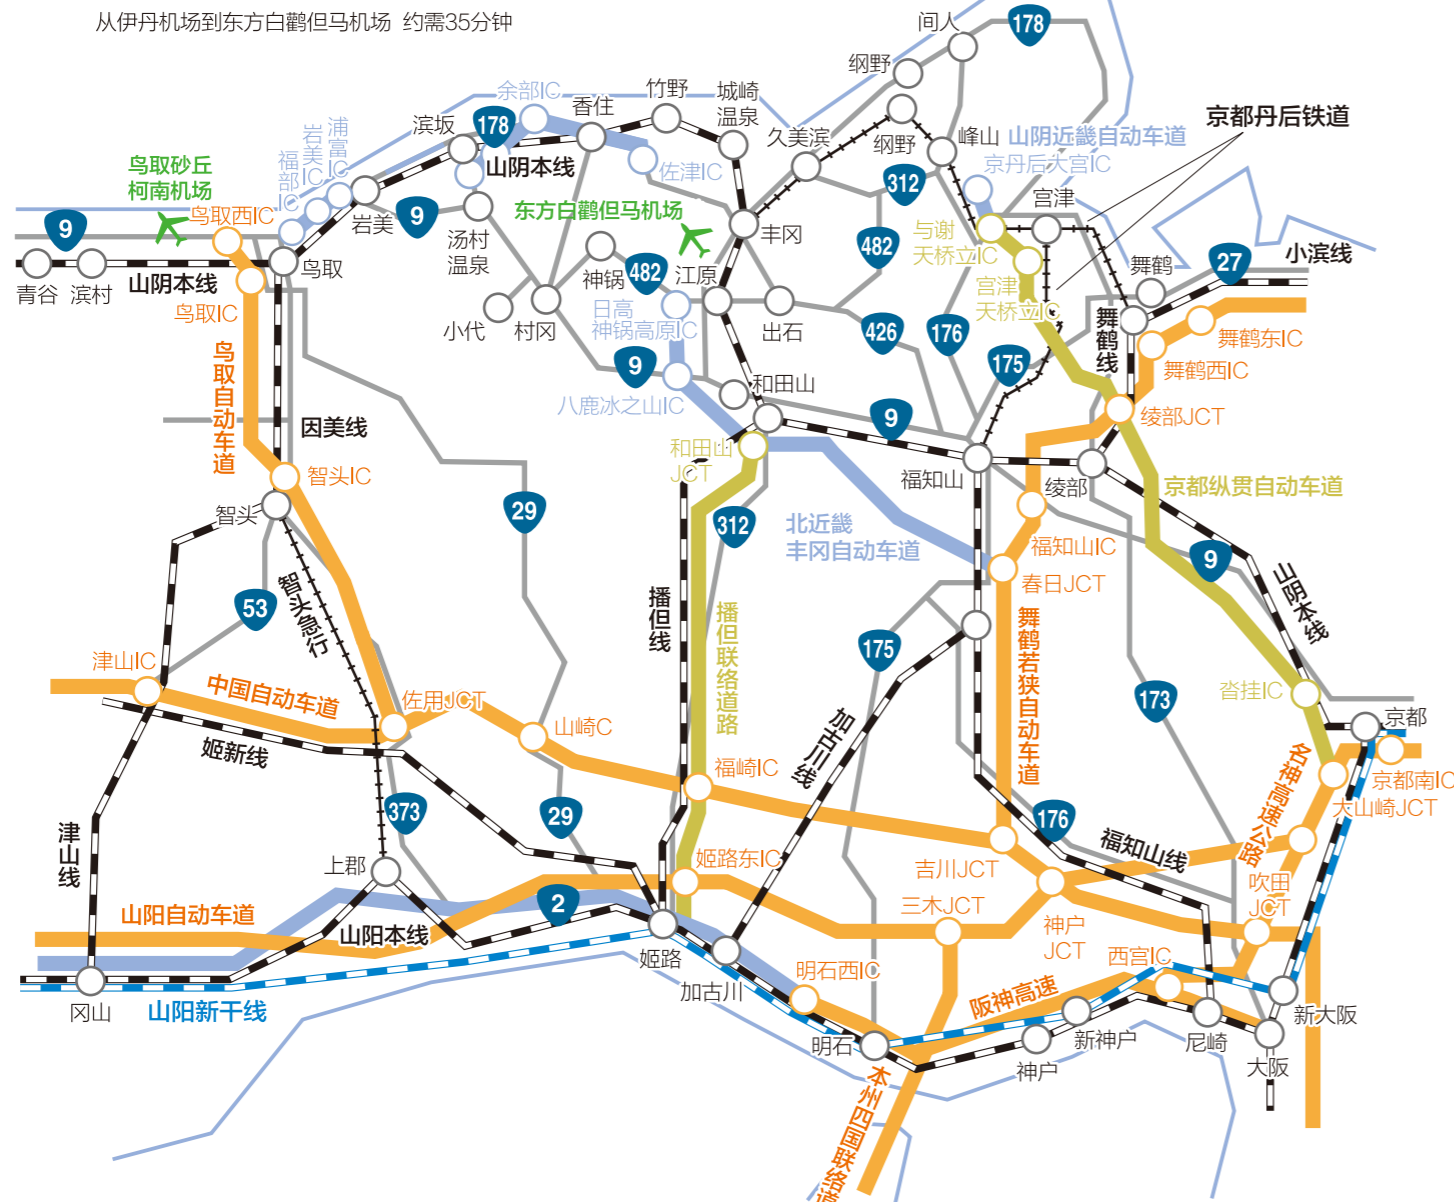 从伊丹机场到东方白鹳但马机场 约需35分钟
间人
178
纲野
余部IC
竹野
城崎
温泉
香住
久美滨
纲野
峰山
京都丹后铁道
山阴近畿自动车道
京丹后大宫IC
滨坂
178
山阴本线
佐津IC
浦富IC
岩美IC
福部IC
鸟取砂丘
柯南机场
鸟取西IC
9
岩美
9
汤村
温泉
东方白鹳但马机场
丰冈
312
482
与谢
天桥立IC
宫津
小滨线
27
舞鹤
青谷
滨村
山阴本线
鸟取
神锅
482
江原
宫津
天桥立IC
鸟取IC
小代
村冈
日高
神锅高原IC
出石
426
176
175
舞鹤线
舞鹤东IC
舞鹤西IC
鸟取自动车道
9
八鹿冰之山IC
和田山
9
绫部JCT
因美线
和田山
JCT
福知山
绫部
京都纵贯自动车道
智头IC
智头
29
312
北近畿
丰冈自动车道
福知山IC
春日JCT
9
山阴本线
53
智头急行
播但线
播但联络道路
175
舞鹤若狭自动车道
173
沓挂IC
津山IC
中国自动车道
佐用JCT
山崎C
加古川线
京都
京都南IC
名神高速公路
大山崎JCT
姬新线
福崎IC
373
29
176
福知山线
津山线
上郡
姬路东IC
吉川JCT
三木JCT
吹田
JCT
山阳自动车道
山阳本线
2
神户
JCT
西宫IC
姬路
加古川
明石西IC
阪神高速
冈山
山阳新干线
明石
新神户
神户
尼崎
新大阪
大阪
本州四国联络道